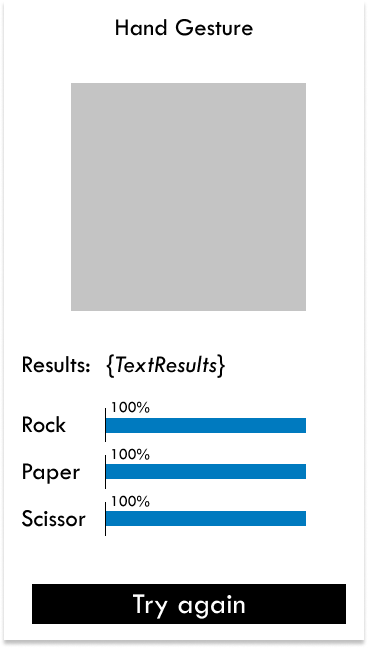 Hand Gesture
Results: {TextResults}
100%
Rock
100%
Paper
100%
Scissor
Try again